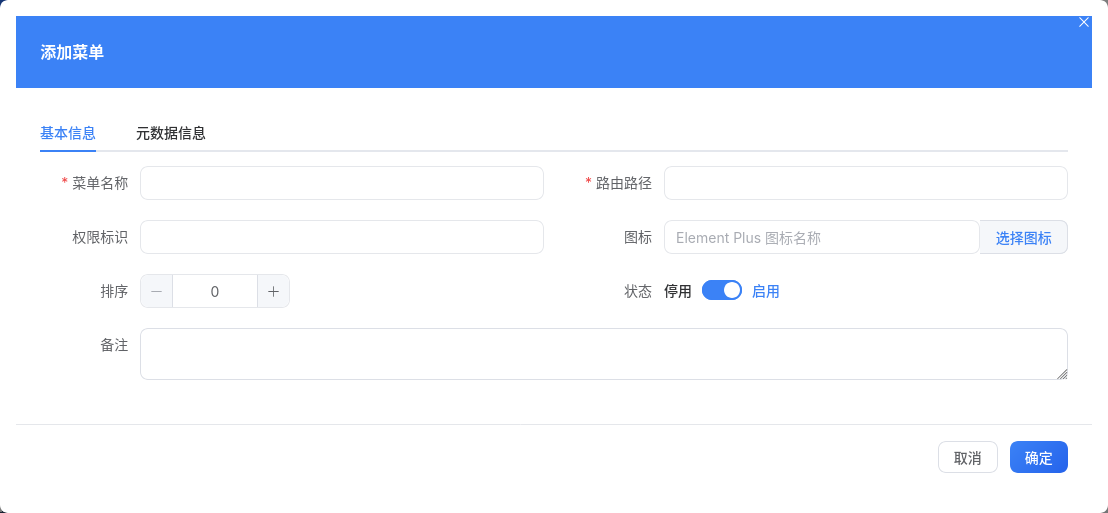 添加菜单
基本信息 元数据信息
* 菜单名称 * 路由路径
权限标识 图标 Element Plus 图标名称 选择图标
排序 0 状态 停用 启用
备注
取消 确定